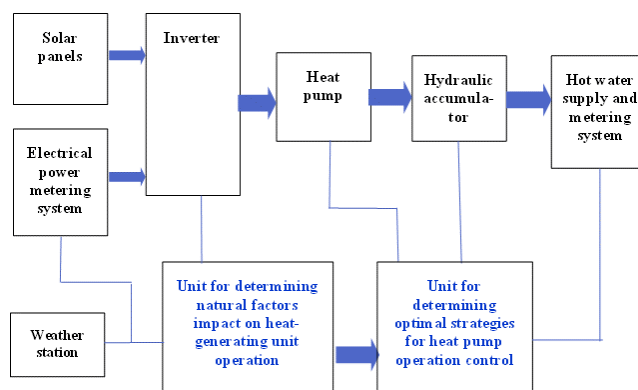 Solar
panels
Inverter
Heat
pump
Hydraulic
accumula-
tor
Hot water
supply and
metering
system
Electrical
power
metering
system
Weather
station
Unit for determining
natural factors
impact on heat-
generating unit
operation
Unit for
determining
optimal strategies
for heat pump
operation control